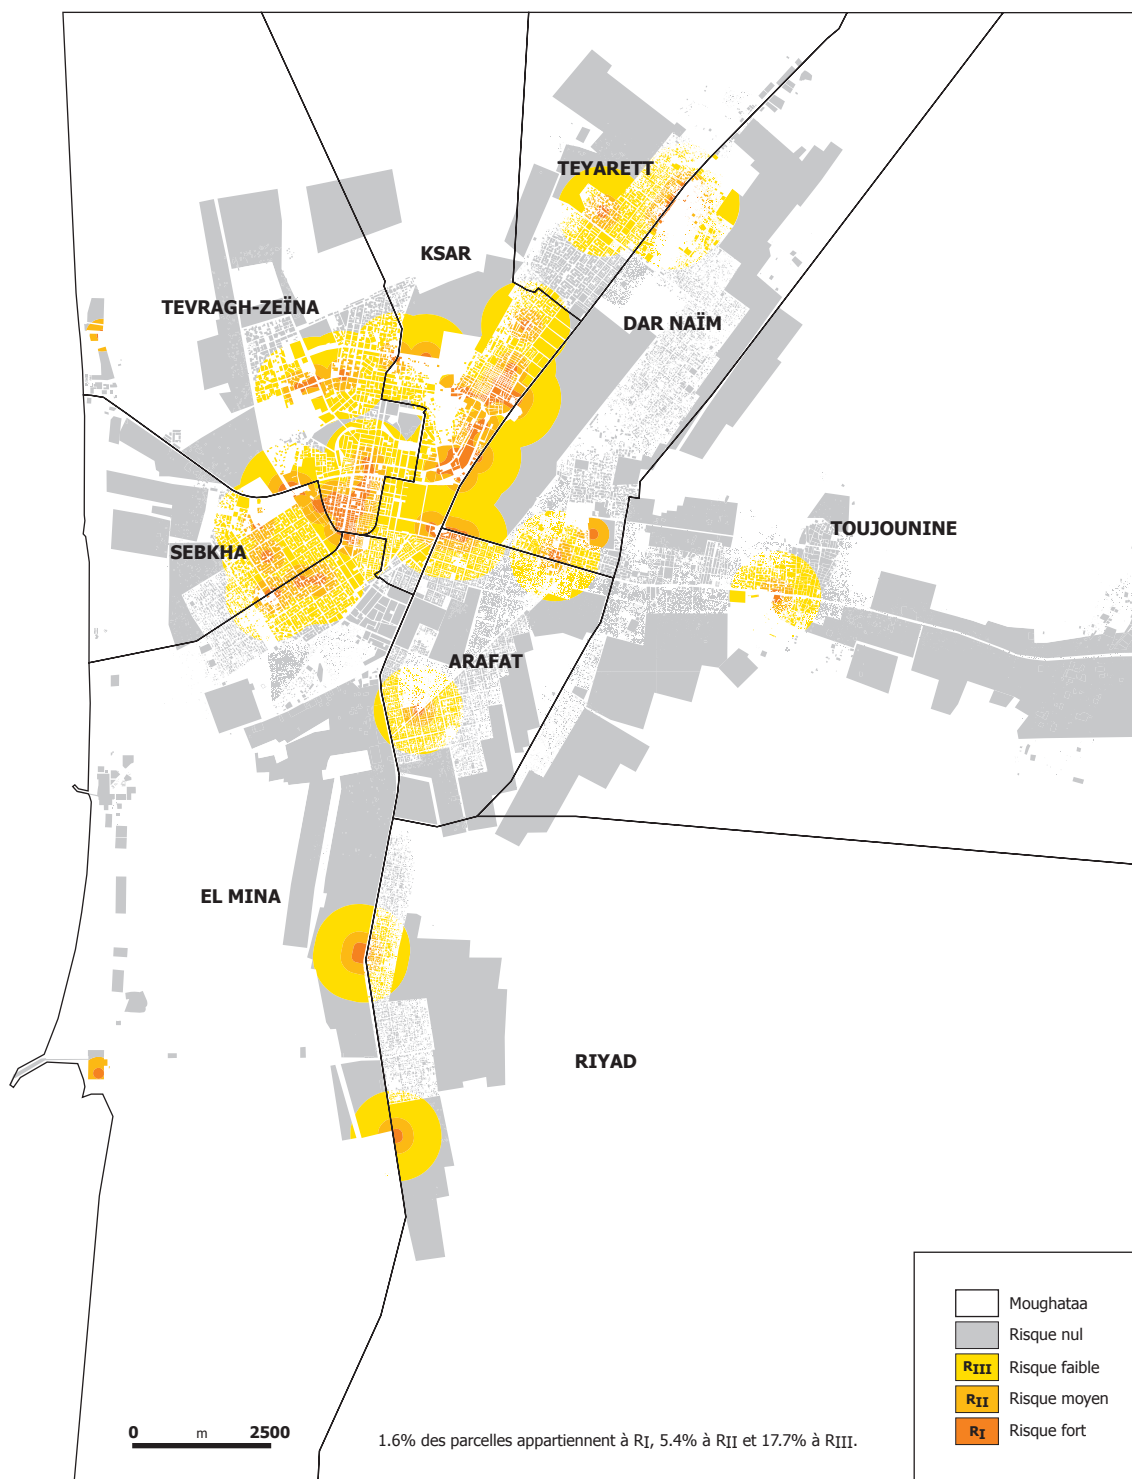 TEYARETT
KSAR
TEVRAGH-ZEÏNA
DAR NAÏM
TOUJOUNINE
SEBKHA
ARAFAT
EL MINA
RIYAD
Moughataa
Risque nul
RIII Risque faible
RII Risque moyen
RI Risque fort
0 m 2500
1.6% des parcelles appartiennent à RI, 5.4% à RII et 17.7% à RIII.